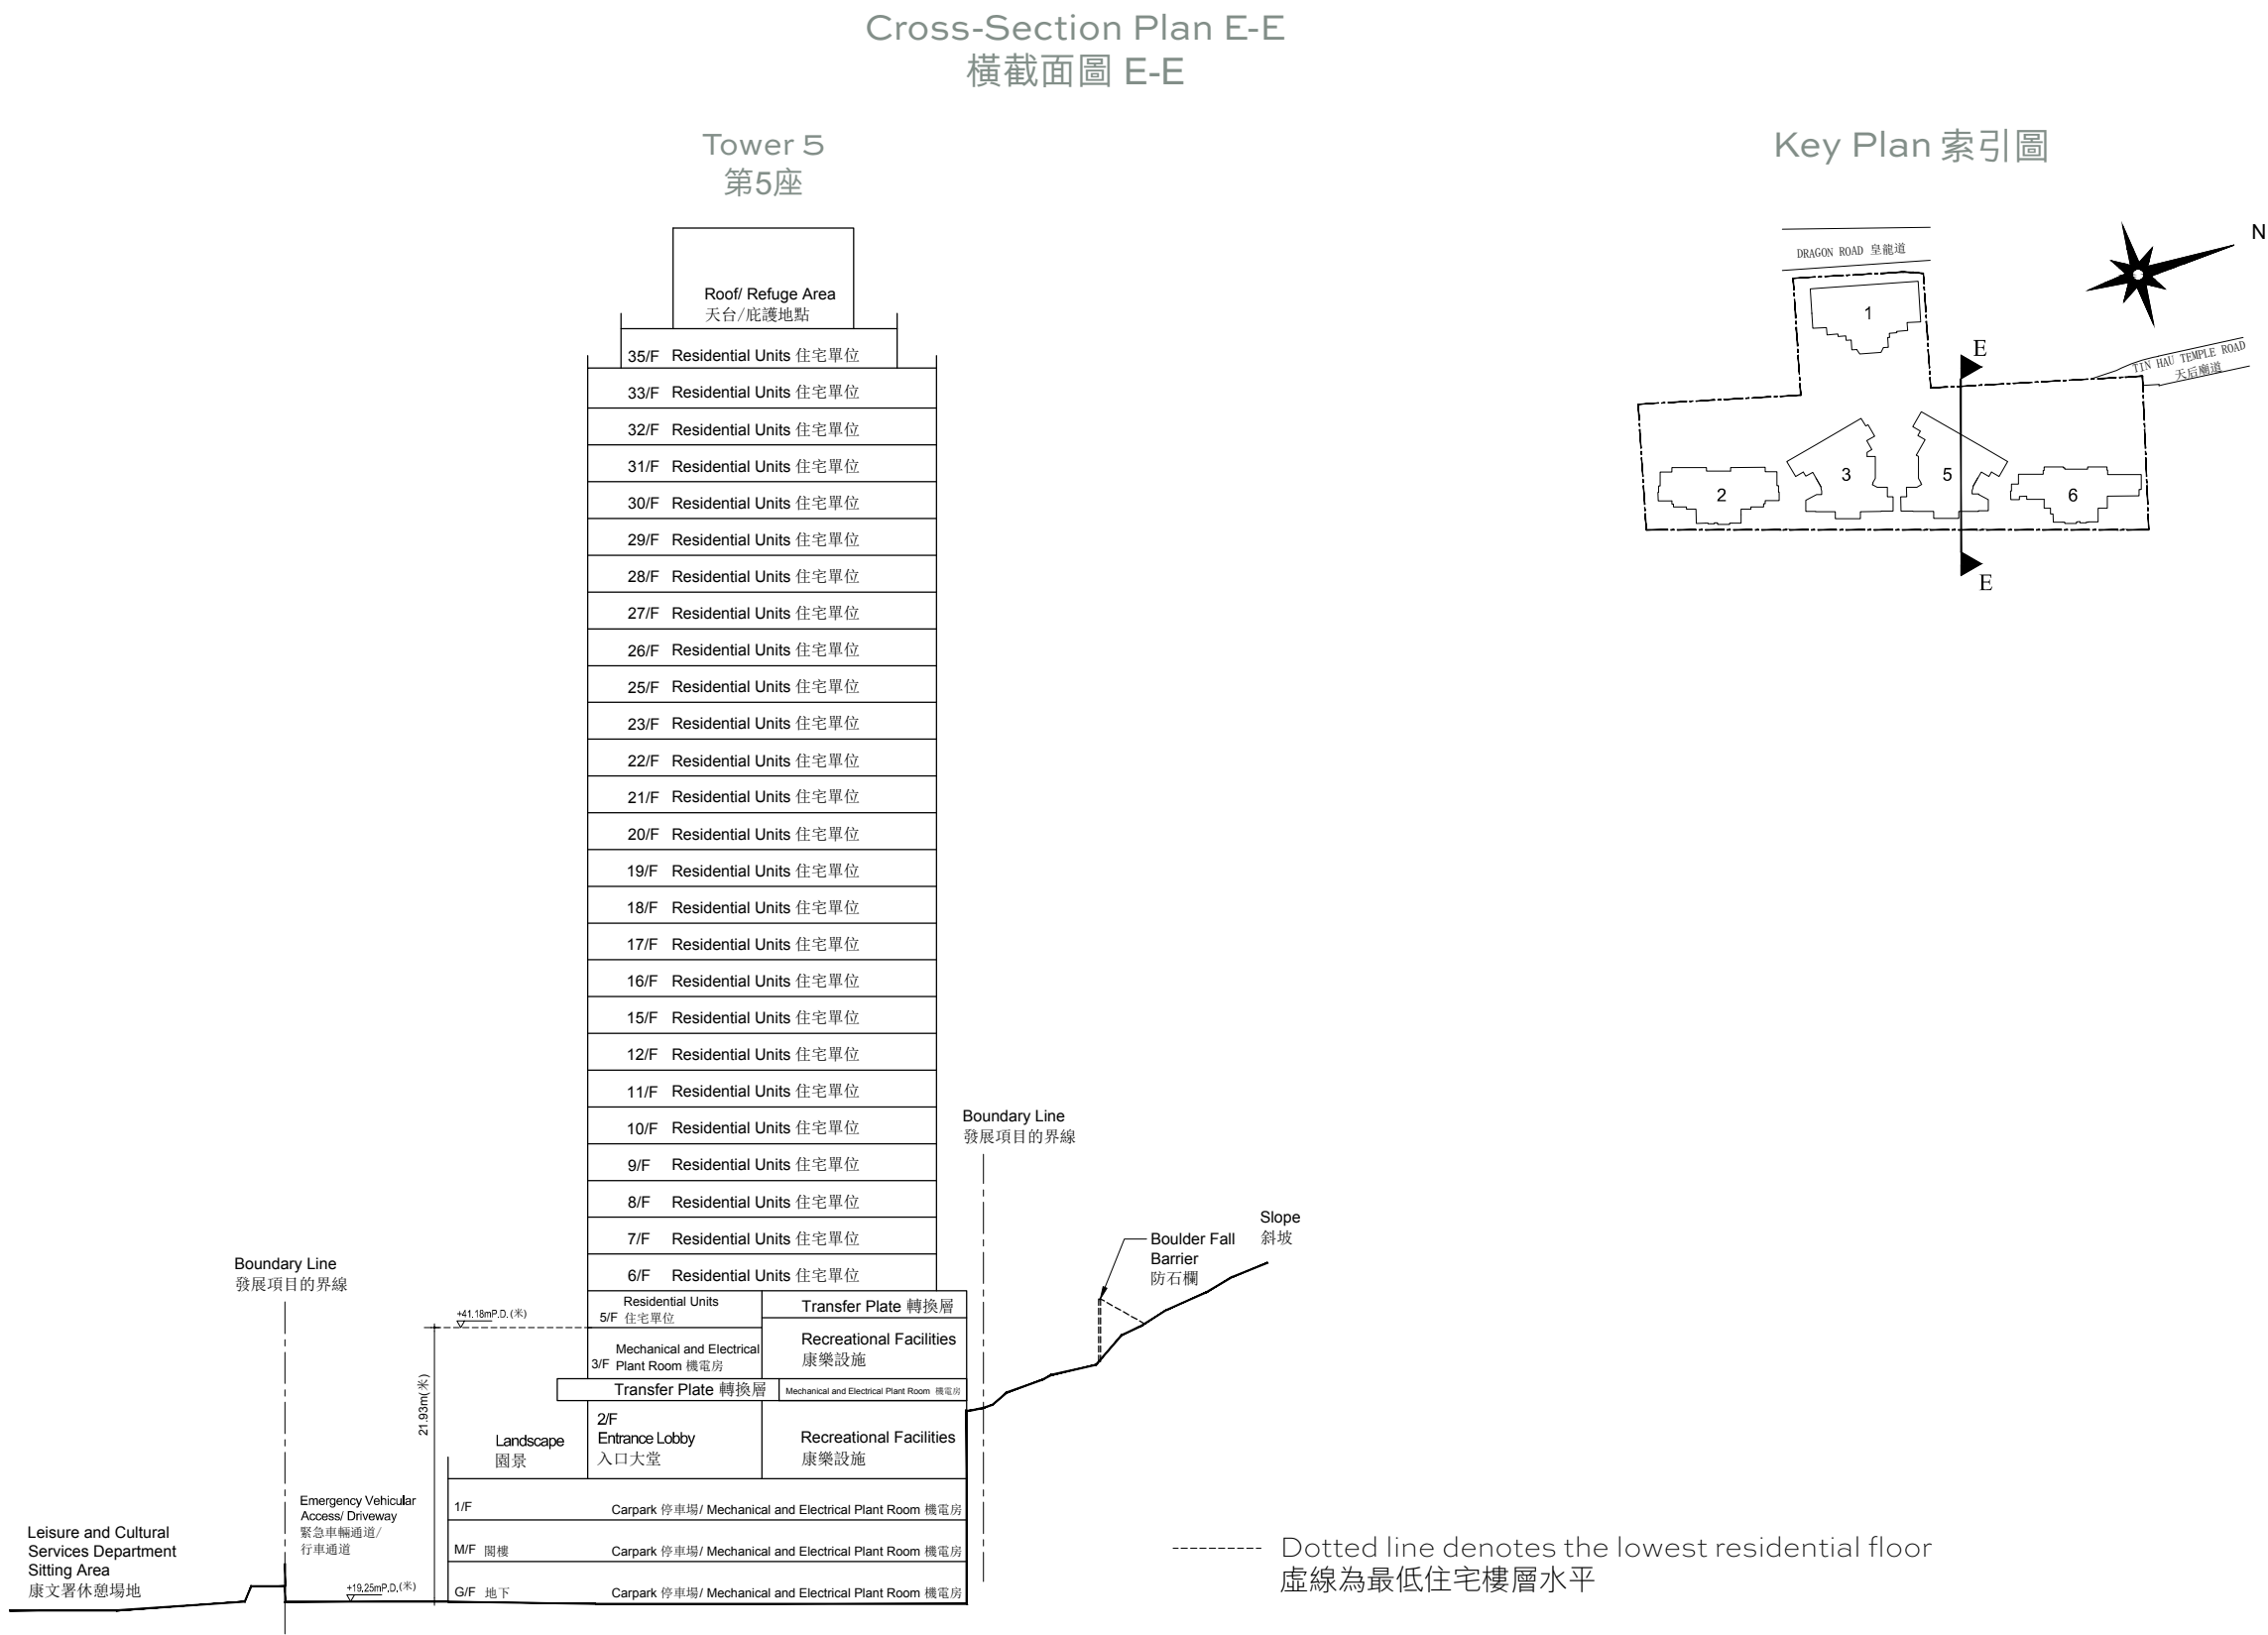 Cross-Section Plan E-E
橫截面圖 E-E
Tower 5
第5座
Key Plan 索引圖
N
DRAGON ROAD 皇龍道
1
E
TIN HAU TEMPLE ROAD
天后廟道
2
3
5
6
E
Roof/ Refuge Area
天台/庇護地點
35/F Residential Units 住宅單位
33/F Residential Units 住宅單位
32/F Residential Units 住宅單位
31/F Residential Units 住宅單位
30/F Residential Units 住宅單位
29/F Residential Units 住宅單位
28/F Residential Units 住宅單位
27/F Residential Units 住宅單位
26/F Residential Units 住宅單位
25/F Residential Units 住宅單位
23/F Residential Units 住宅單位
22/F Residential Units 住宅單位
21/F Residential Units 住宅單位
20/F Residential Units 住宅單位
19/F Residential Units 住宅單位
18/F Residential Units 住宅單位
17/F Residential Units 住宅單位
16/F Residential Units 住宅單位
15/F Residential Units 住宅單位
12/F Residential Units 住宅單位
11/F Residential Units 住宅單位
10/F Residential Units 住宅單位
9/F Residential Units 住宅單位
8/F Residential Units 住宅單位
7/F Residential Units 住宅單位
6/F Residential Units 住宅單位
Residential Units
5/F 住宅單位
Transfer Plate 轉換層
Mechanical and Electrical
3/F Plant Room 機電房
Recreational Facilities
康樂設施
Transfer Plate 轉換層
Mechanical and Electrical Plant Room 機電房
2/F
Entrance Lobby
入口大堂
Recreational Facilities
康樂設施
Landscape
園景
1/F Carpark 停車場/ Mechanical and Electrical Plant Room 機電房
M/F 閣樓 Carpark 停車場/ Mechanical and Electrical Plant Room 機電房
G/F 地下 Carpark 停車場/ Mechanical and Electrical Plant Room 機電房
Boundary Line
發展項目的界線
Boundary Line
發展項目的界線
Slope
斜坡
Boulder Fall
Barrier
防石欄
+41.18mP.D.(米)
21.93m(米)
Emergency Vehicular
Access/ Driveway
緊急車輛通道/
行車通道
+19.25mP.D.(米)
Leisure and Cultural
Services Department
Sitting Area
康文署休憩場地
Dotted line denotes the lowest residential floor
虛線為最低住宅樓層水平